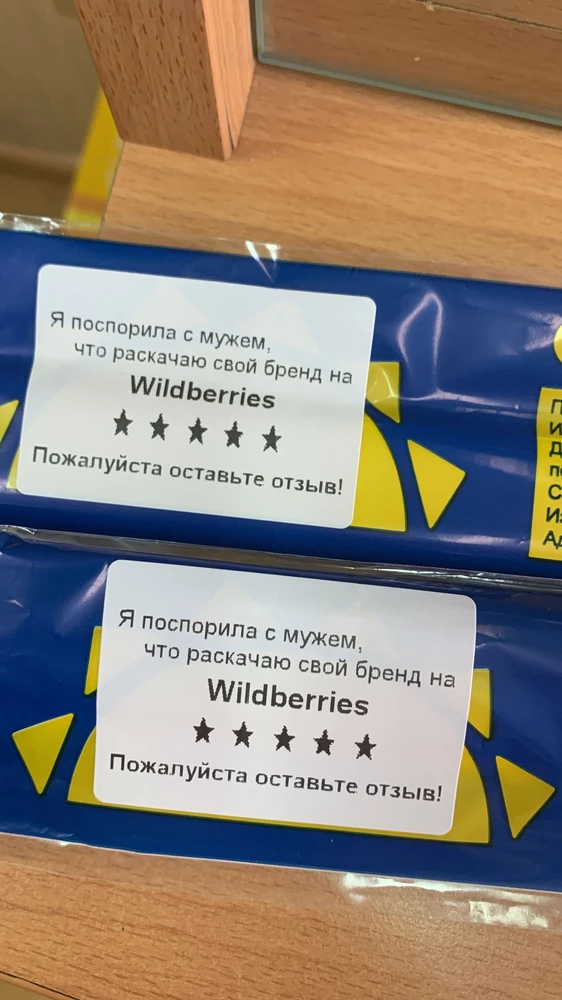 Я поспорила с мужем,
что раскачаю свой бренд на
Wildberries
★ ★ ★ ★ ★
Пожалуйста оставьте отзыв!
Я поспорила с мужем,
что раскачаю свой бренд на
Wildberries
★ ★ ★ ★ ★
Пожалуйста оставьте отзыв!